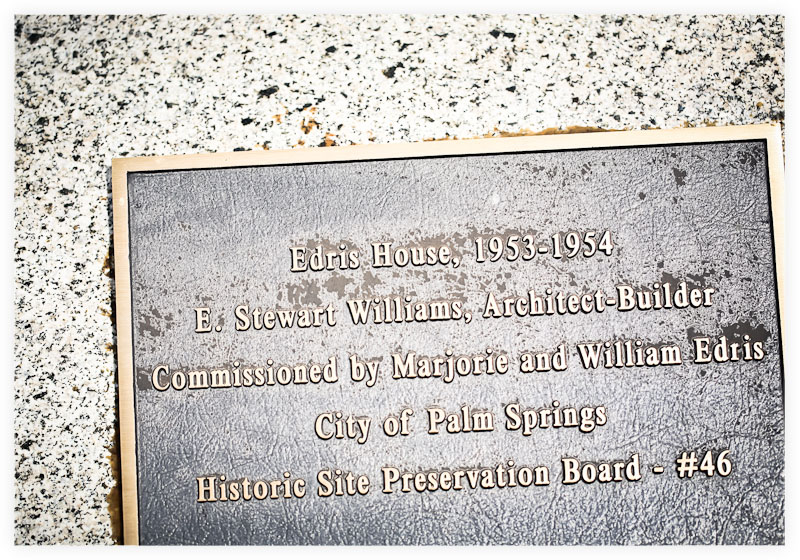 Edris House, 1953-1954
E. Stewart Williams, Architect-Builder
Commissioned by Marjorie and William Edris
City of Palm Springs
Historic Site Preservation Board - #46